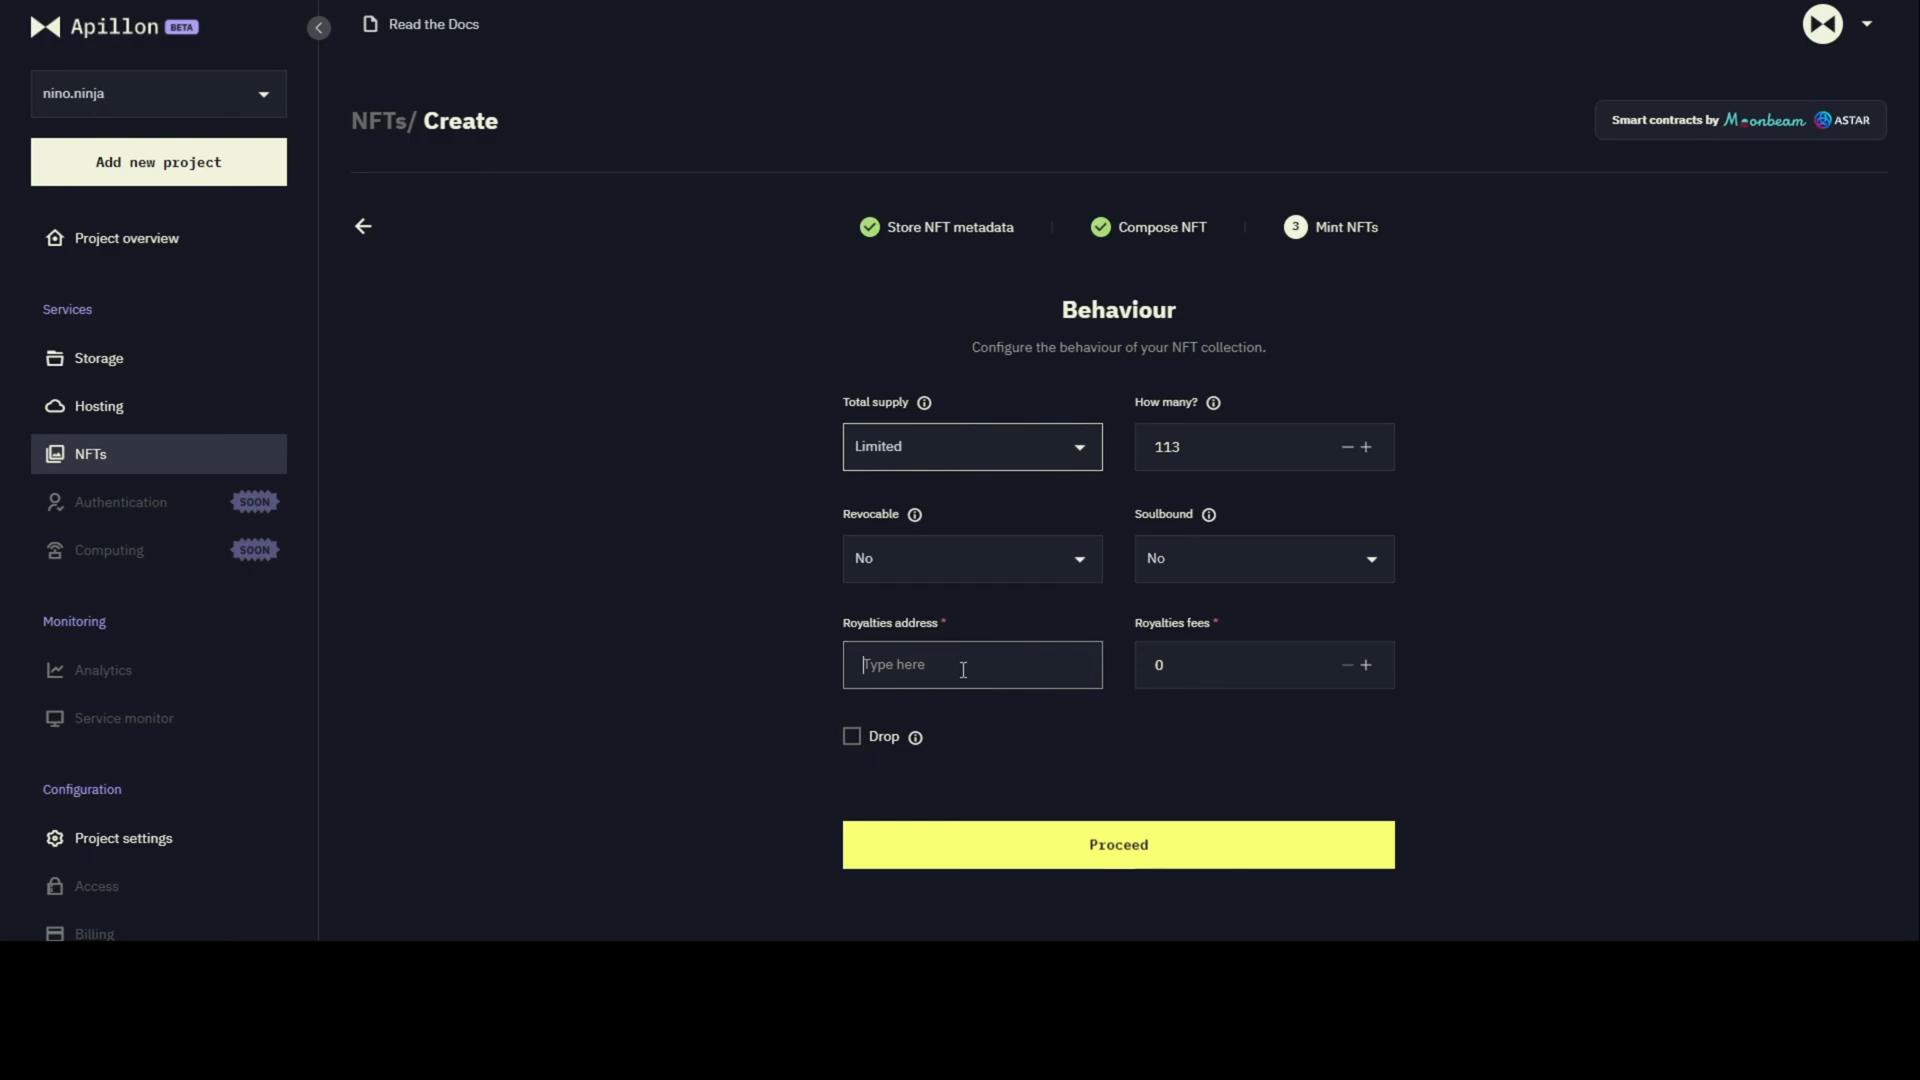 Apillon BETA
Read the Docs
nino.ninja
Add new project
NFTs/ Create
Smart contracts by Moonbeam ASTAR
Project overview
Store NFT metadata
Compose NFT
3 Mint NFTs
Services
Storage
Hosting
NFTs
Authentication SOON
Computing SOON
Monitoring
Analytics
Service monitor
Configuration
Project settings
Access
Billing
Behaviour
Configure the behaviour of your NFT collection.
Total supply
How many?
Limited
113
Revocable
Soulbound
No
No
Royalties address *
Royalties fees *
Type here
0
Drop
Proceed